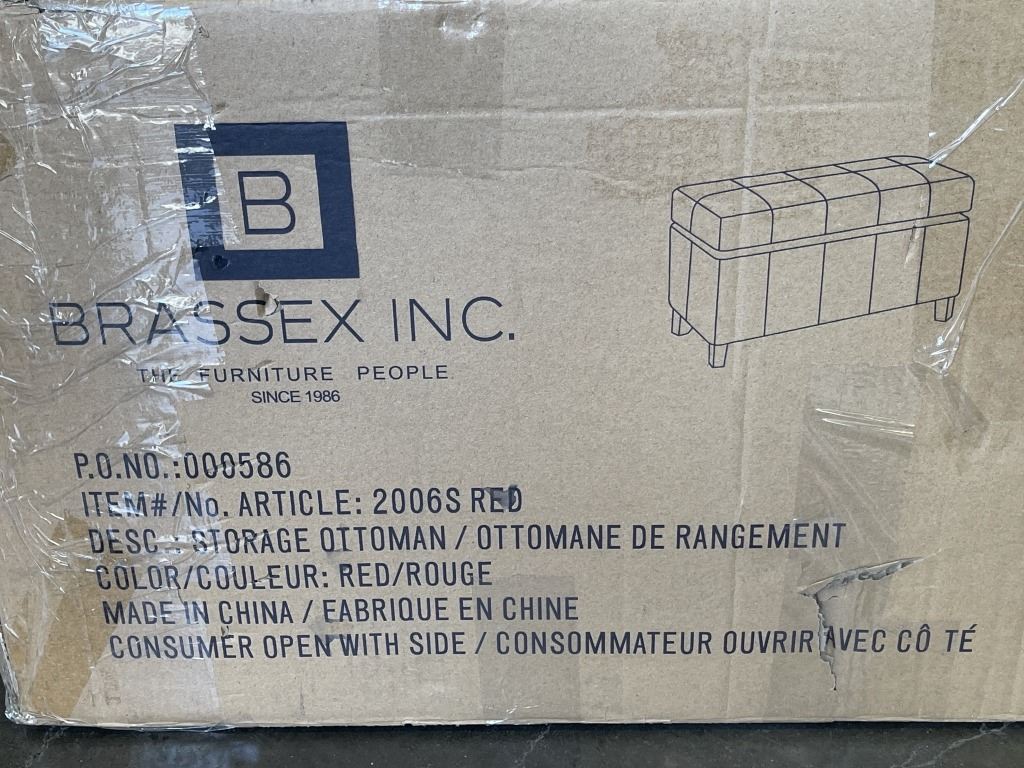 B
BRASSEX INC.
THE FURNITURE PEOPLE
SINCE 1986
P.O.NO.:000586
ITEM#/No. ARTICLE: 2006S RED
DESC.: STORAGE OTTOMAN / OTTOMANE DE RANGEMENT
COLOR/COULEUR: RED/ROUGE
MADE IN CHINA / FABRIQUE EN CHINE
CONSUMER OPEN WITH SIDE / CONSOMMATEUR OUVRIR AVEC CÔ TÉ